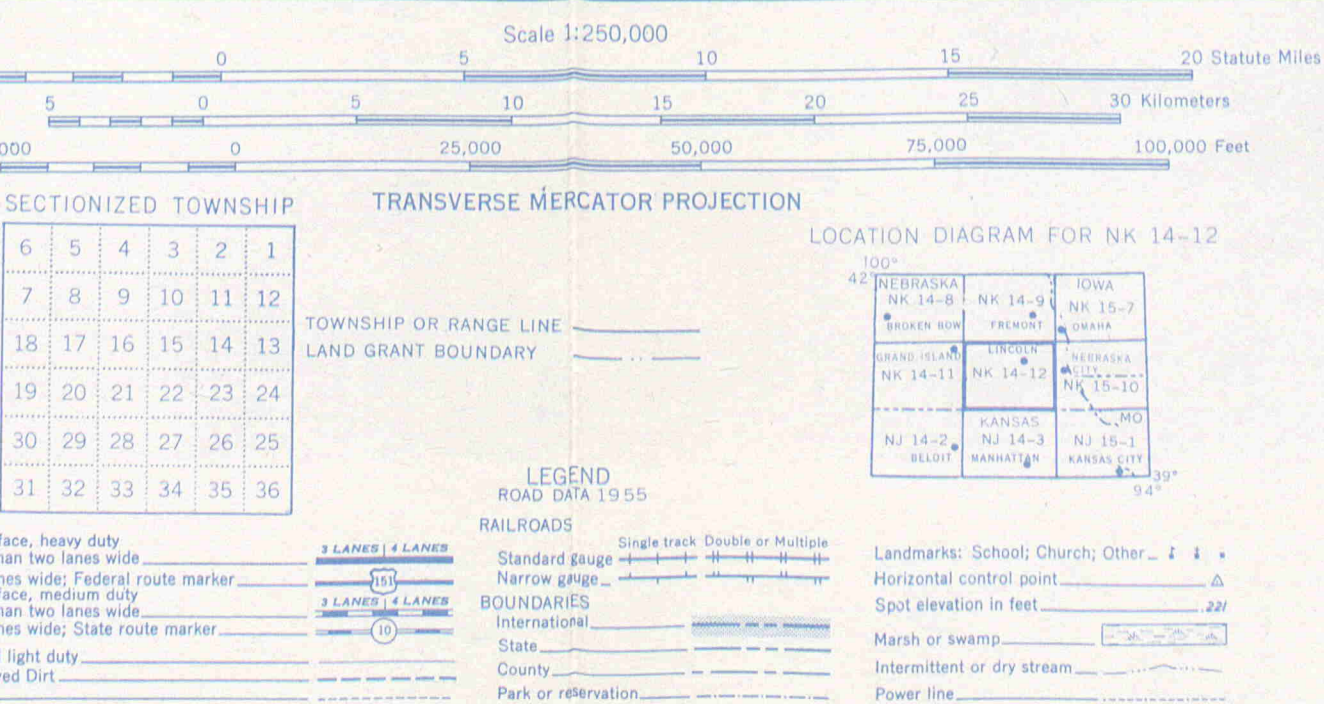 Scale 1:250,000
0 5 10 15 20 Statute Miles
5 0 5 10 15 20 25 30 Kilometers
000 0 25,000 50,000 75,000 100,000 Feet
SECTIONIZED TOWNSHIP
6 5 4 3 2 1
7 8 9 10 11 12
18 17 16 15 14 13
19 20 21 22 23 24
30 29 28 27 26 25
31 32 33 34 35 36
TRANSVERSE MERCATOR PROJECTION
TOWNSHIP OR RANGE LINE
LAND GRANT BOUNDARY
LOCATION DIAGRAM FOR NK 14-12
100°
42°
NEBRASKA
NK 14-8
BROKEN BOW
NK 14-9
FREMONT
IOWA
NK 15-7
OMAHA
GRAND ISLAND
NK 14-11
LINCOLN
NK 14-12
NEBRASKA
CITY
NK 15-10
MO
NJ 14-2
BELOIT
KANSAS
NJ 14-3
MANHATTAN
NJ 15-1
KANSAS CITY
39°
94°
LEGEND
ROAD DATA 1955
face, heavy duty
han two lanes wide 3 LANES | 4 LANES
nes wide; Federal route marker 151
face, medium duty
han two lanes wide 3 LANES | 4 LANES
nes wide; State route marker 10
light duty
ved Dirt
RAILROADS
Single track Double or Multiple
Standard gauge
Narrow gauge
BOUNDARIES
International
State
County
Park or reservation
Landmarks: School; Church; Other
Horizontal control point
Spot elevation in feet .221
Marsh or swamp
Intermittent or dry stream
Power line